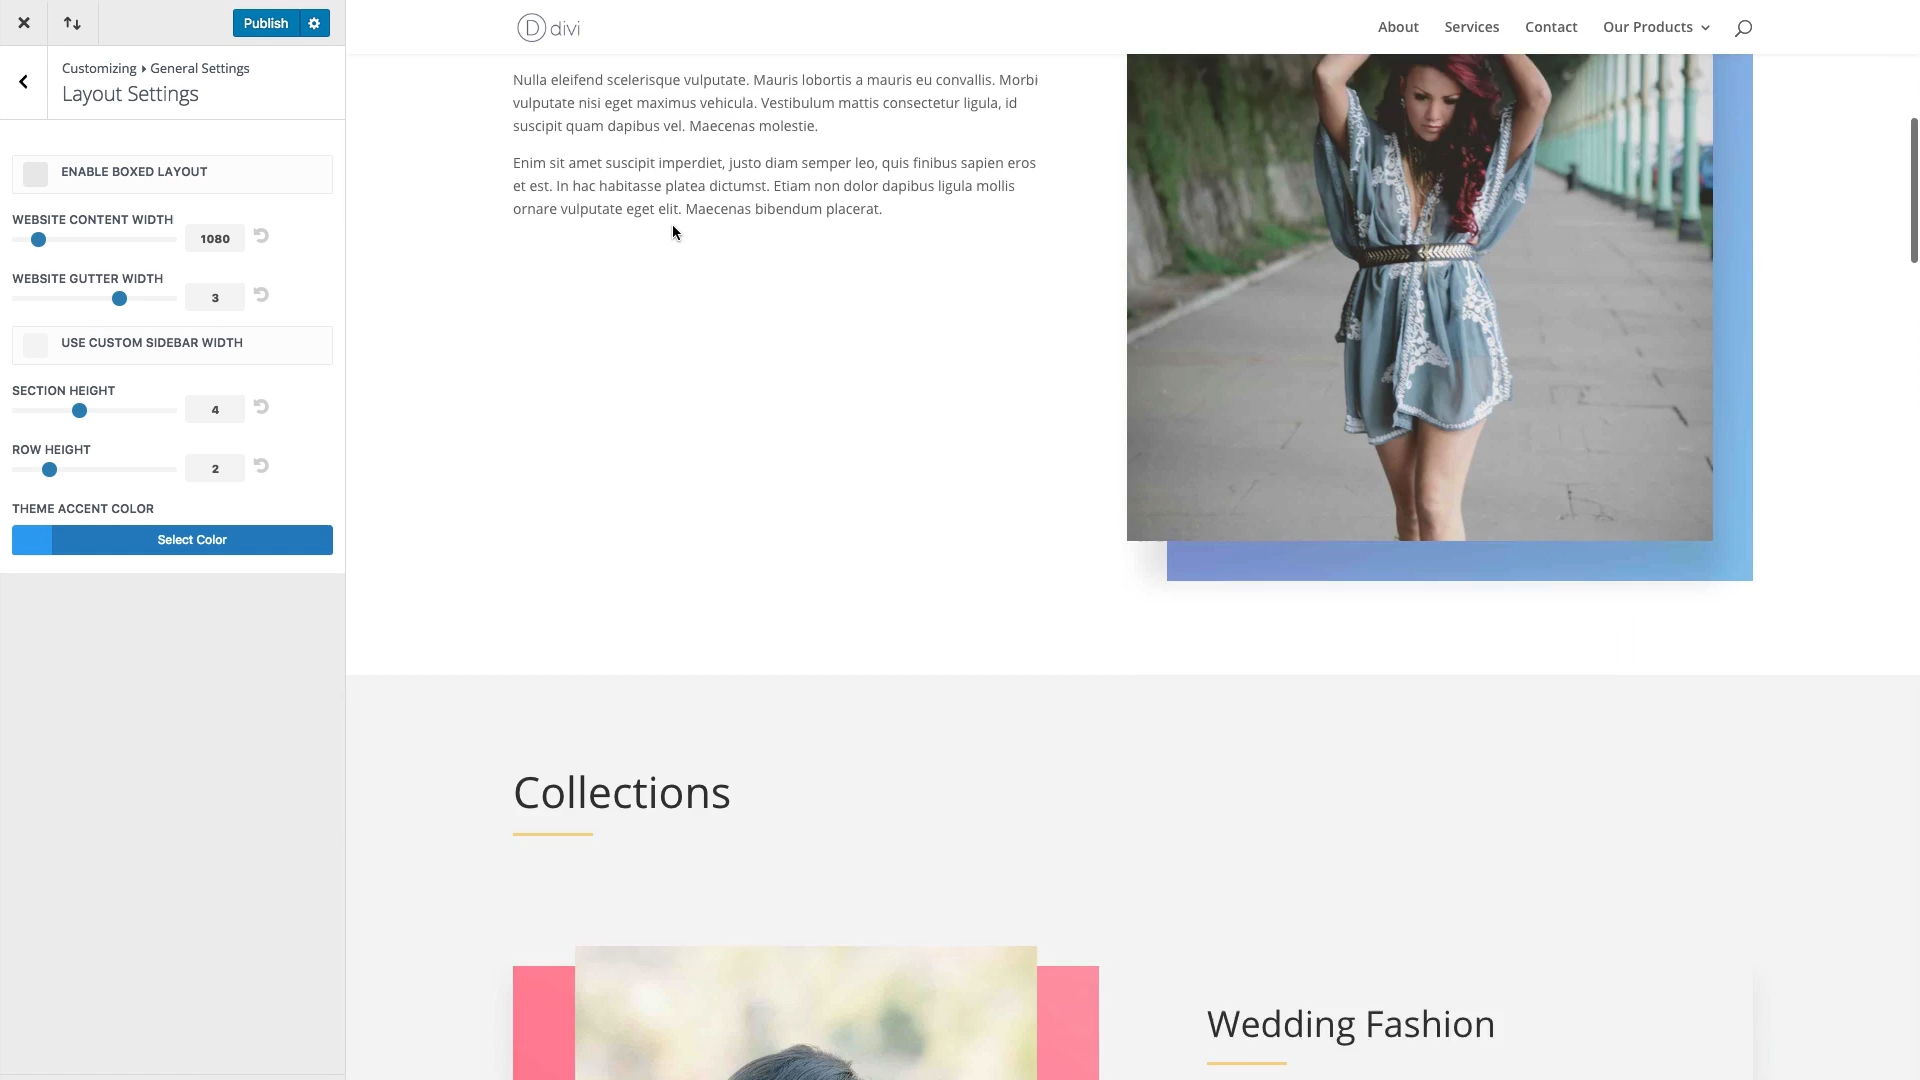 Publish
Customizing ▸ General Settings
Layout Settings
ENABLE BOXED LAYOUT
WEBSITE CONTENT WIDTH
1080
WEBSITE GUTTER WIDTH
3
USE CUSTOM SIDEBAR WIDTH
SECTION HEIGHT
4
ROW HEIGHT
2
THEME ACCENT COLOR
Select Color
D divi
About Services Contact Our Products
Nulla eleifend scelerisque vulputate. Mauris lobortis a mauris eu convallis. Morbi
vulputate nisi eget maximus vehicula. Vestibulum mattis consectetur ligula, id
suscipit quam dapibus vel. Maecenas molestie.
Enim sit amet suscipit imperdiet, justo diam semper leo, quis finibus sapien eros
et est. In hac habitasse platea dictumst. Etiam non dolor dapibus ligula mollis
ornare vulputate eget elit. Maecenas bibendum placerat.
Collections
Wedding Fashion